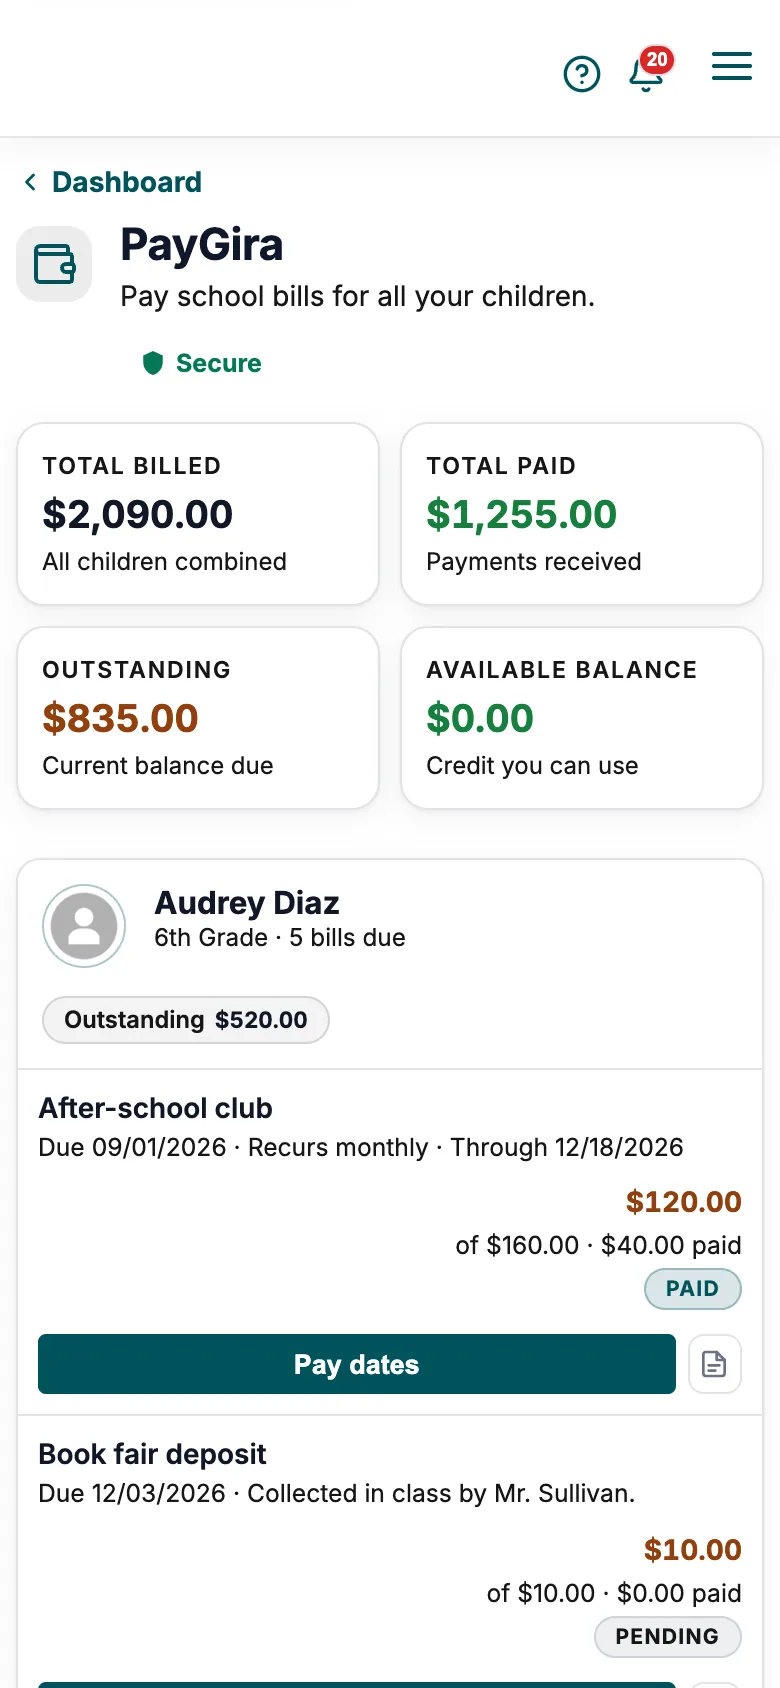 20
Dashboard
PayGira
Pay school bills for all your children.
Secure
TOTAL BILLED
$2,090.00
All children combined
TOTAL PAID
$1,255.00
Payments received
OUTSTANDING
$835.00
Current balance due
AVAILABLE BALANCE
$0.00
Credit you can use
Audrey Diaz
6th Grade · 5 bills due
Outstanding $520.00
After-school club
Due 09/01/2026 · Recurs monthly · Through 12/18/2026
$120.00
of $160.00 · $40.00 paid
PAID
Pay dates
Book fair deposit
Due 12/03/2026 · Collected in class by Mr. Sullivan.
$10.00
of $10.00 · $0.00 paid
PENDING